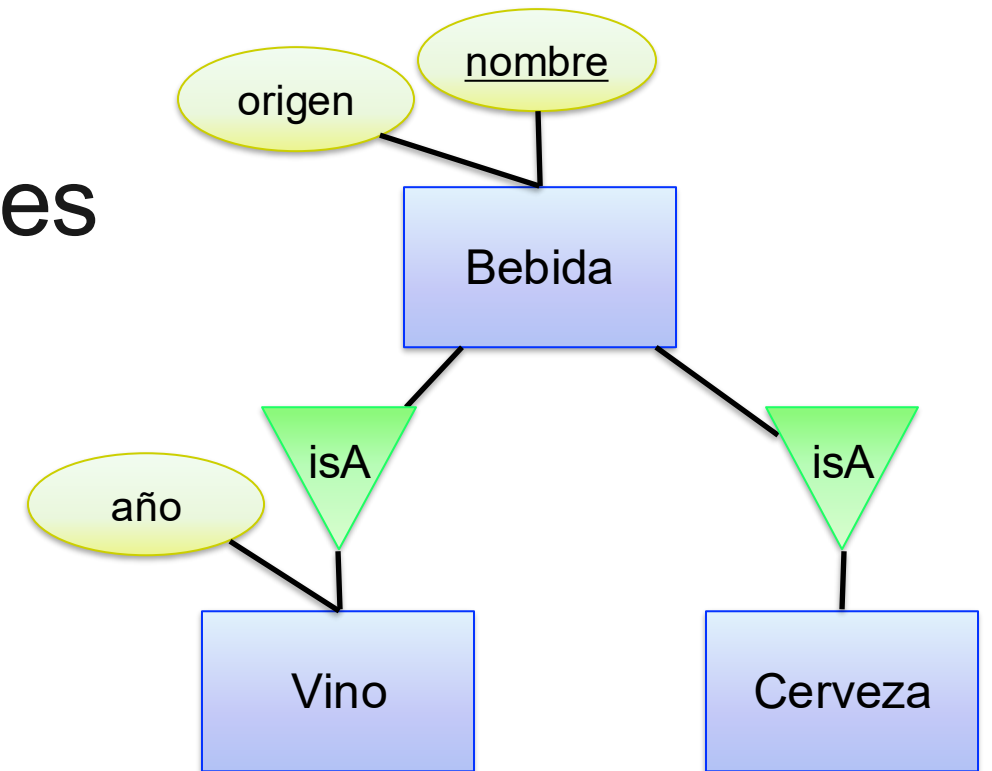 nombre
origen
es
Bebida
isA
isA
año
Vino
Cerveza